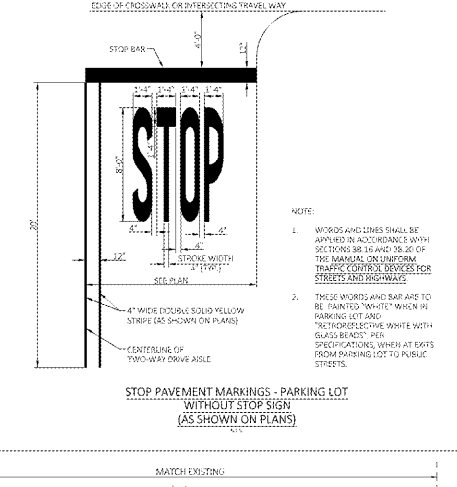 EDGE OF CROSSWALK OR INTERSECTING TRAVEL WAY
4'-0"
12"
STOP BAR
1'-4" 1'-4" 1'-4" 1'-4"
STOP
8'-0"
1'-4"
4" 4"
4"
STROKE WIDTH
20'
12"
SEE PLAN
4" WIDE DOUBLE SOLID YELLOW
STRIPE (AS SHOWN ON PLANS)
CENTERLINE OF
TWO-WAY DRIVE AISLE
NOTE:
1. WORDS AND LINES SHALL BE
APPLIED IN ACCORDANCE WITH
SECTIONS 3B.16 AND 3B.20 OF
THE MANUAL ON UNIFORM
TRAFFIC CONTROL DEVICES FOR
STREETS AND HIGHWAYS
2. THESE WORDS AND BAR ARE TO
BE PAINTED "WHITE" WHEN IN
PARKING LOT AND
"RETROREFLECTIVE WHITE WITH
GLASS BEADS", PER
SPECIFICATIONS, WHEN AT EXITS
FROM PARKING LOT TO PUBLIC
STREETS.
STOP PAVEMENT MARKINGS - PARKING LOT
WITHOUT STOP SIGN
(AS SHOWN ON PLANS)
MATCH EXISTING